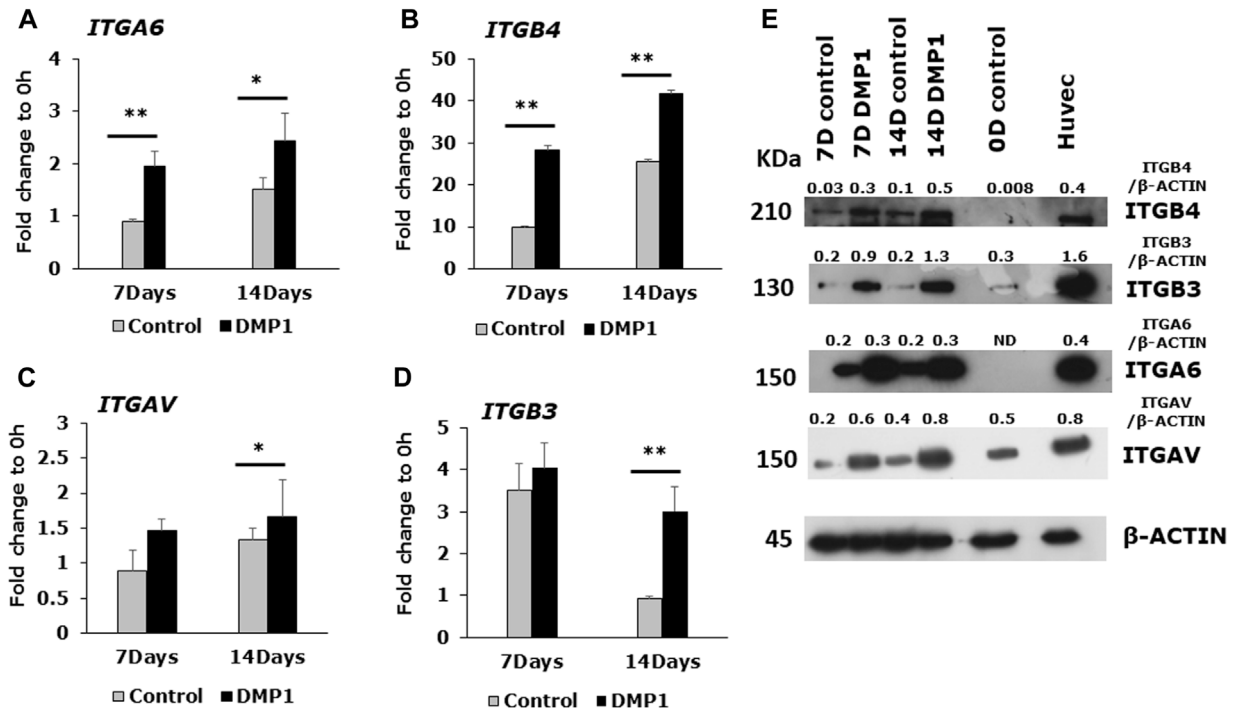 A
ITGA6
Fold change to 0h
4
3
2
1
0
**
*
7Days
14Days
Control
DMP1
B
ITGB4
Fold change to 0h
50
40
30
20
10
0
**
**
7Days
14Days
Control
DMP1
C
ITGAV
Fold change to 0h
3
2.5
2
1.5
1
0.5
0
*
7Days
14Days
Control
DMP1
D
ITGB3
Fold change to 0h
5
4
3
2
1
0
**
7Days
14Days
Control
DMP1
E
7D control
7D DMP1
14D control
14D DMP1
0D control
Huvec
KDa
ITGB4
/β-ACTIN
0.03 0.3 0.1 0.5 0.008 0.4
210
ITGB4
ITGB3
/β-ACTIN
0.2 0.9 0.2 1.3 0.3 1.6
130
ITGB3
ITGA6
/β-ACTIN
0.2 0.3 0.2 0.3 ND 0.4
150
ITGA6
ITGAV
/β-ACTIN
0.2 0.6 0.4 0.8 0.5 0.8
150
ITGAV
45
β-ACTIN